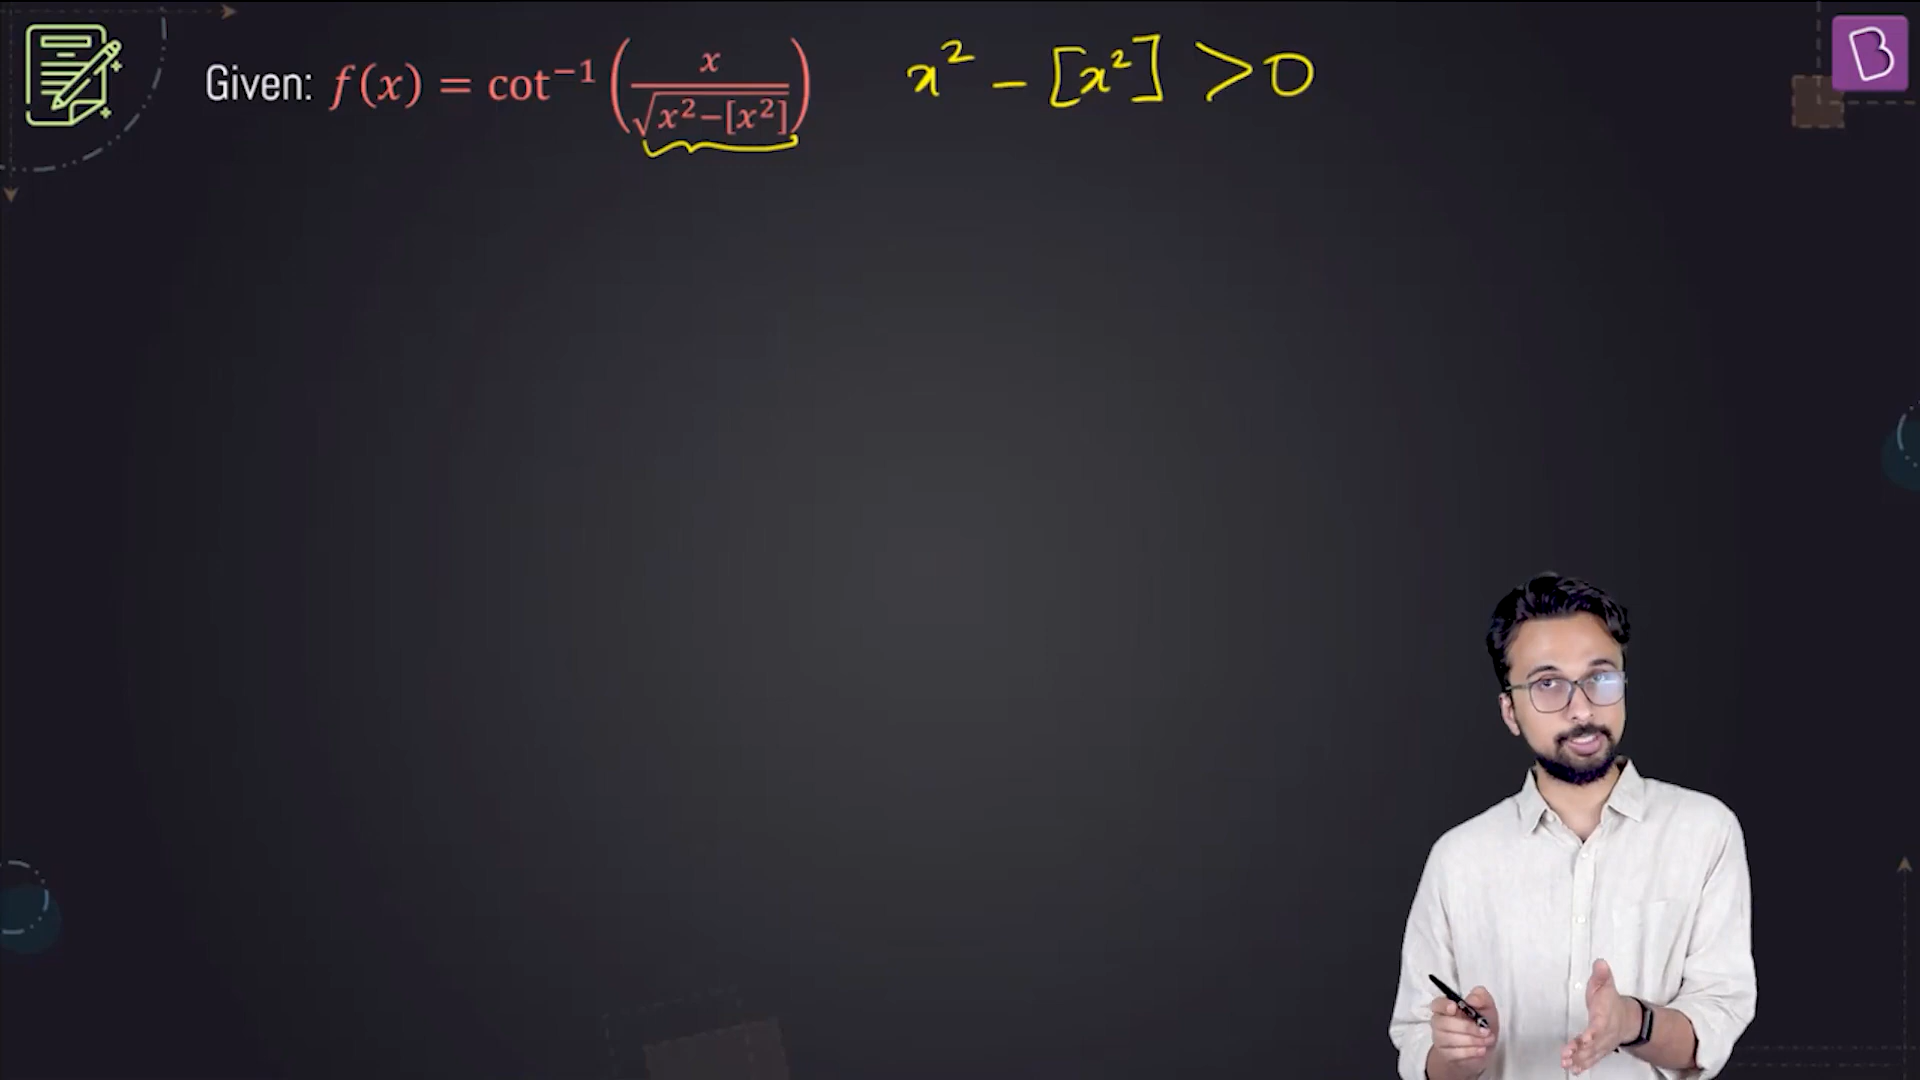 Given: f(x) = cot⁻¹ (x / √(x²−[x²])) x² − [x²] > 0
B